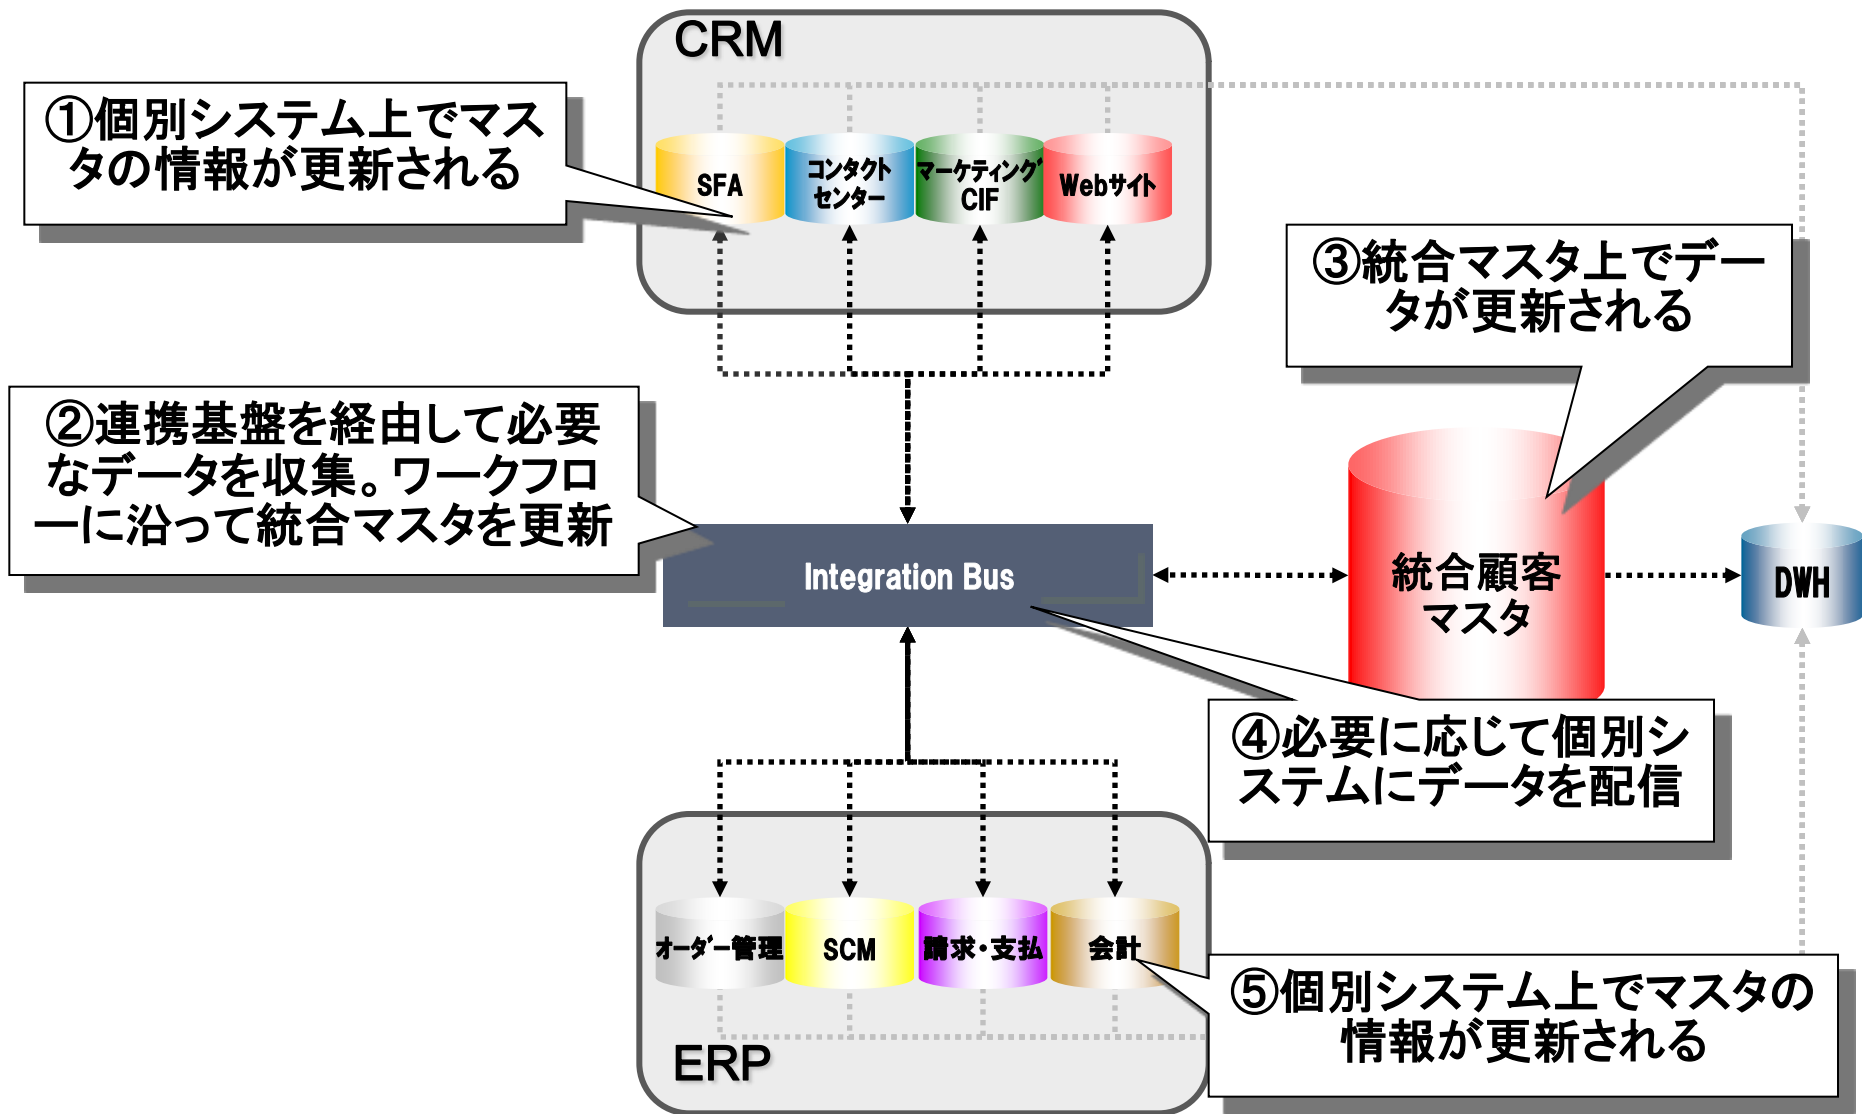 CRM
①個別システム上でマス
タの情報が更新される
SFA
コンタクト
センター
マーケティング
CIF
Webサイト
③統合マスタ上でデー
タが更新される
②連携基盤を経由して必要
なデータを収集。ワークフロ
ーに沿って統合マスタを更新
Integration Bus
統合顧客
マスタ
DWH
④必要に応じて個別シ
ステムにデータを配信
オーダー管理
SCM
請求・支払
会計
⑤個別システム上でマスタの
情報が更新される
ERP